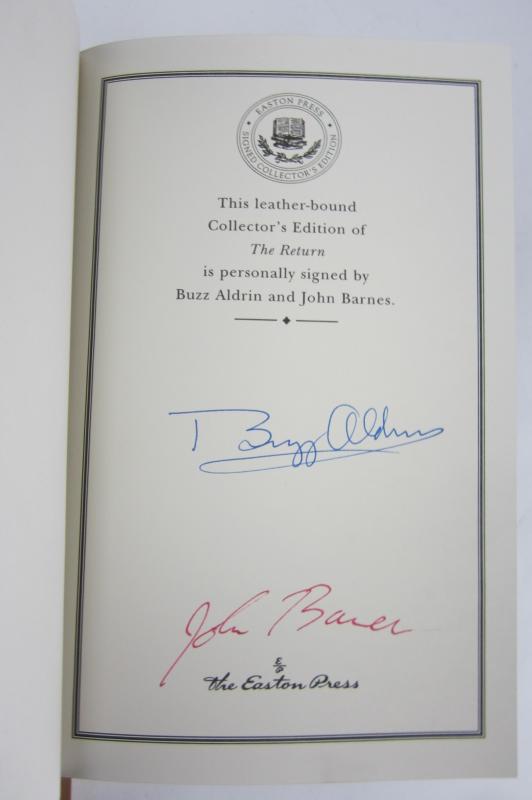 EASTON PRESS
SIGNED COLLECTOR'S EDITION
This leather-bound
Collector's Edition of
The Return
is personally signed by
Buzz Aldrin and John Barnes.
Buzz Aldrin
John Barnes
E/P
the Easton Press